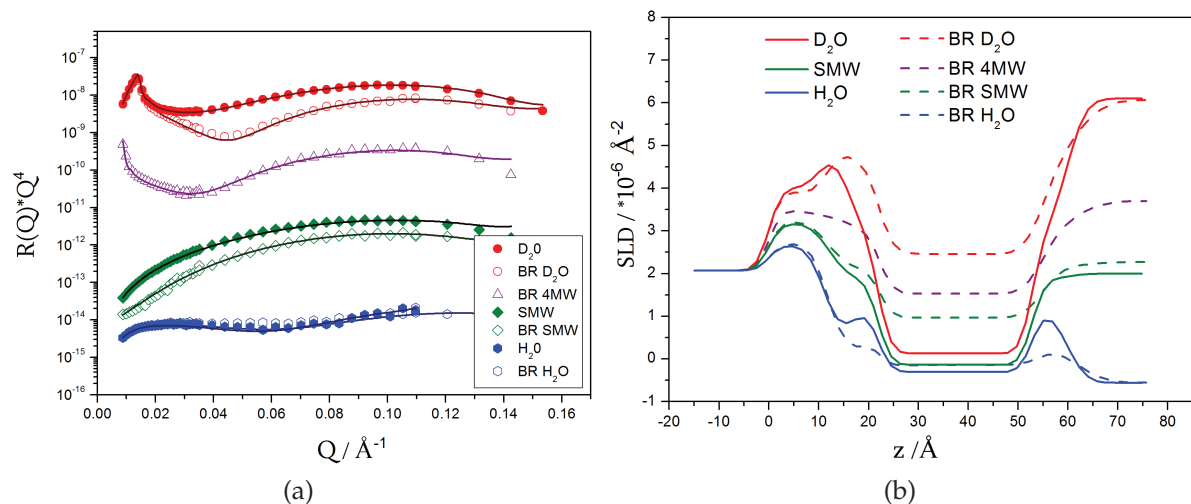 10⁻⁷
10⁻⁸
10⁻⁹
10⁻¹⁰
10⁻¹¹
10⁻¹²
10⁻¹³
10⁻¹⁴
10⁻¹⁵
10⁻¹⁶
R(Q)*Q⁴
D₂0
BR D₂O
BR 4MW
SMW
BR SMW
H₂0
BR H₂O
0.00 0.02 0.04 0.06 0.08 0.10 0.12 0.14 0.16
Q / Å⁻¹
(a)
8
7
6
5
4
3
2
1
0
-1
SLD / *10⁻⁶ Å⁻²
D₂O
SMW
H₂O
BR D₂O
BR 4MW
BR SMW
BR H₂O
-20 -10 0 10 20 30 40 50 60 70 80
z /Å
(b)